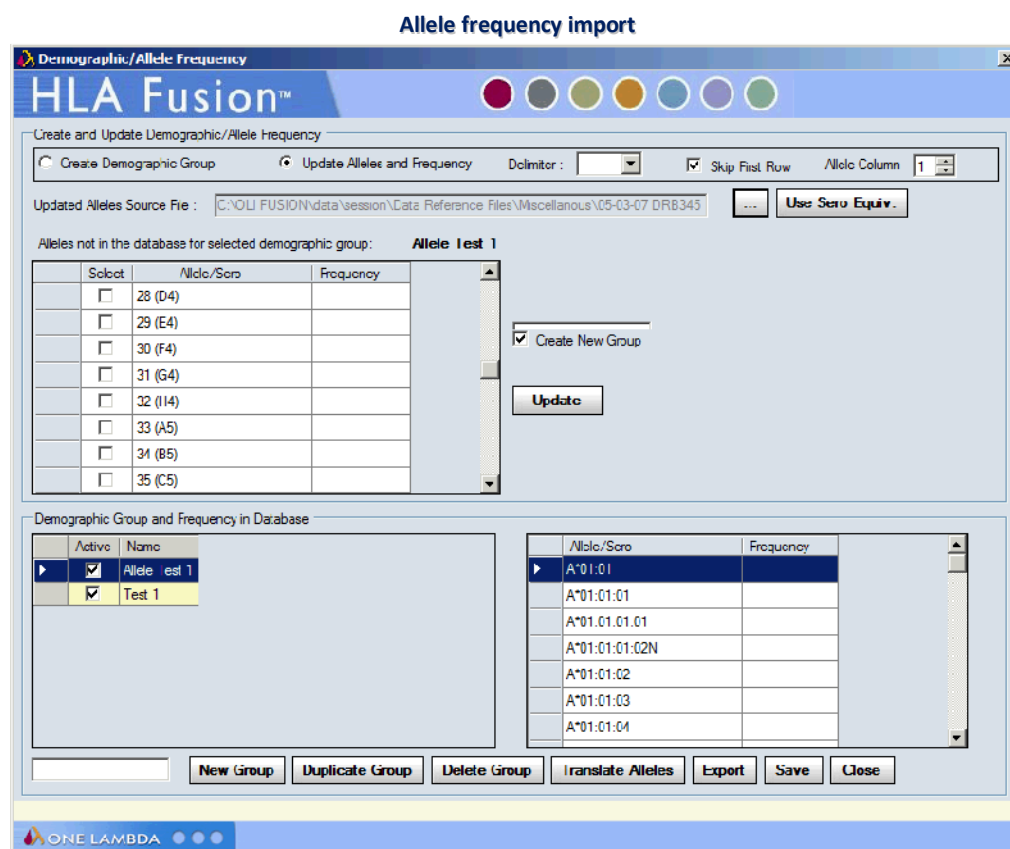 Allele frequency import
Demographic/Allele Frequency
HLA Fusion™
Create and Update Demographic/Allele Frequency
Create Demographic Group Update Alleles and Frequency Delimiter : Skip First Row Allele Column 1
Updated Alleles Source File : C:\OLI FUSION\data\session\Data Reference Files\Miscellanous\05-03-07 DRB345 ... Use Sero Equiv.
Alleles not in the database for selected demographic group: Allele Test 1
Select Allele/Sero Frequency
28 (D4)
29 (E4)
30 (F4)
Create New Group
31 (G4)
32 (H4)
Update
33 (A5)
34 (B5)
35 (C5)
Demographic Group and Frequency in Database
Active Name
Allele Test 1
Test 1
Allele/Sero Frequency
A*01:01
A*01:01:01
A*01:01:01:01
A*01:01:01:02N
A*01:01:02
A*01:01:03
A*01:01:04
New Group Duplicate Group Delete Group Translate Alleles Export Save Close
ONE LAMBDA